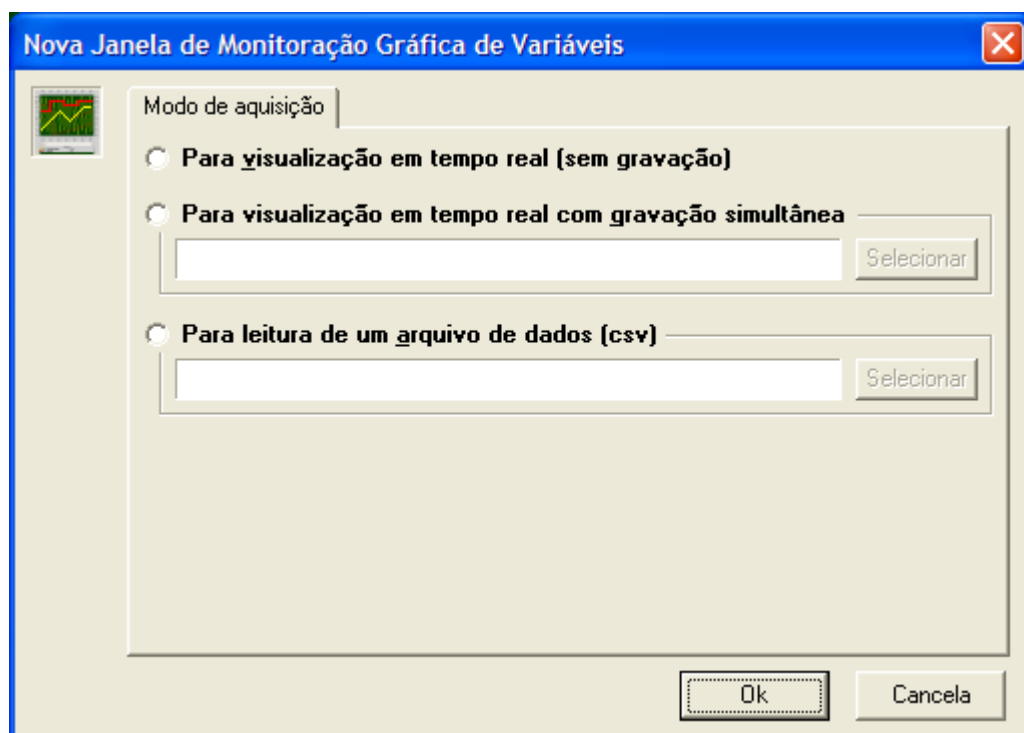 Nova Janela de Monitoração Gráfica de Variáveis
Modo de aquisição
Para visualização em tempo real (sem gravação)
Para visualização em tempo real com gravação simultânea
Selecionar
Para leitura de um arquivo de dados (csv)
Selecionar
Ok
Cancela